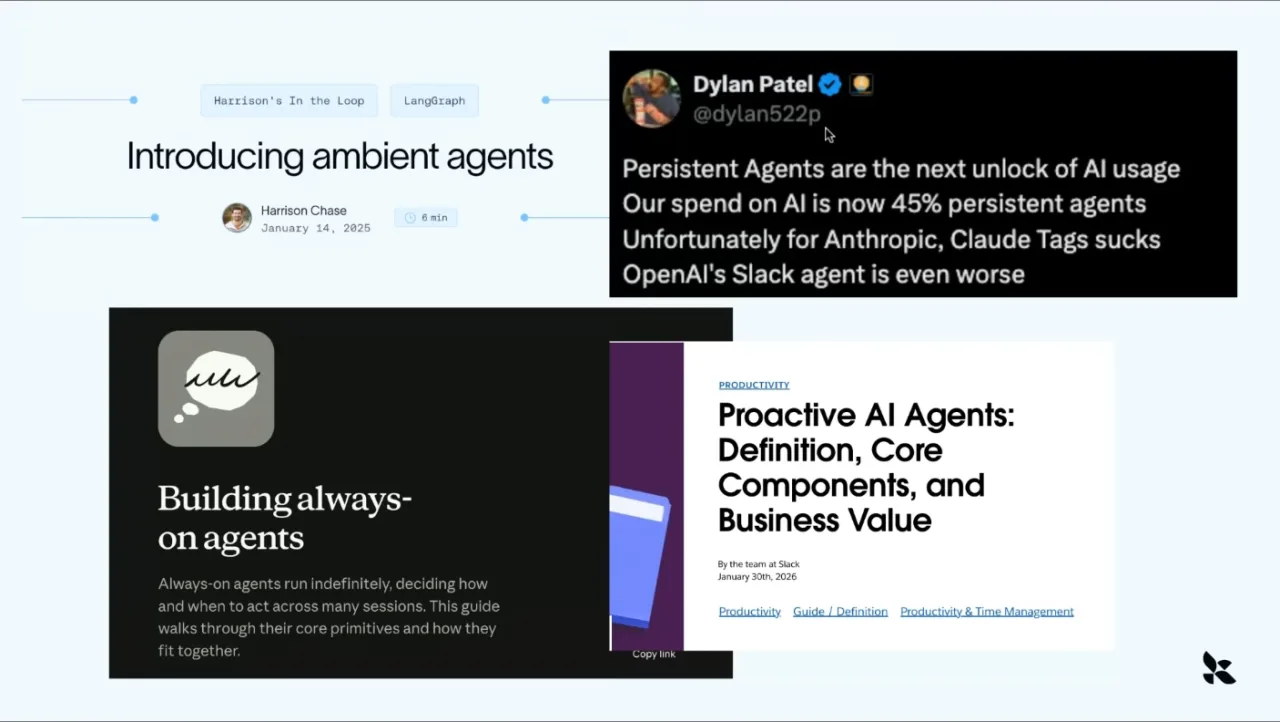 Harrison's In the Loop
LangGraph
Introducing ambient agents
Harrison Chase
January 14, 2025
6 min
Dylan Patel
@dylan522p
Persistent Agents are the next unlock of AI usage
Our spend on AI is now 45% persistent agents
Unfortunately for Anthropic, Claude Tags sucks
OpenAI's Slack agent is even worse
Building always-
on agents
Always-on agents run indefinitely, deciding how
and when to act across many sessions. This guide
walks through their core primitives and how they
fit together.
Copy link
PRODUCTIVITY
Proactive AI Agents:
Definition, Core
Components, and
Business Value
By the team at Slack
January 30th, 2026
Productivity
Guide / Definition
Productivity & Time Management